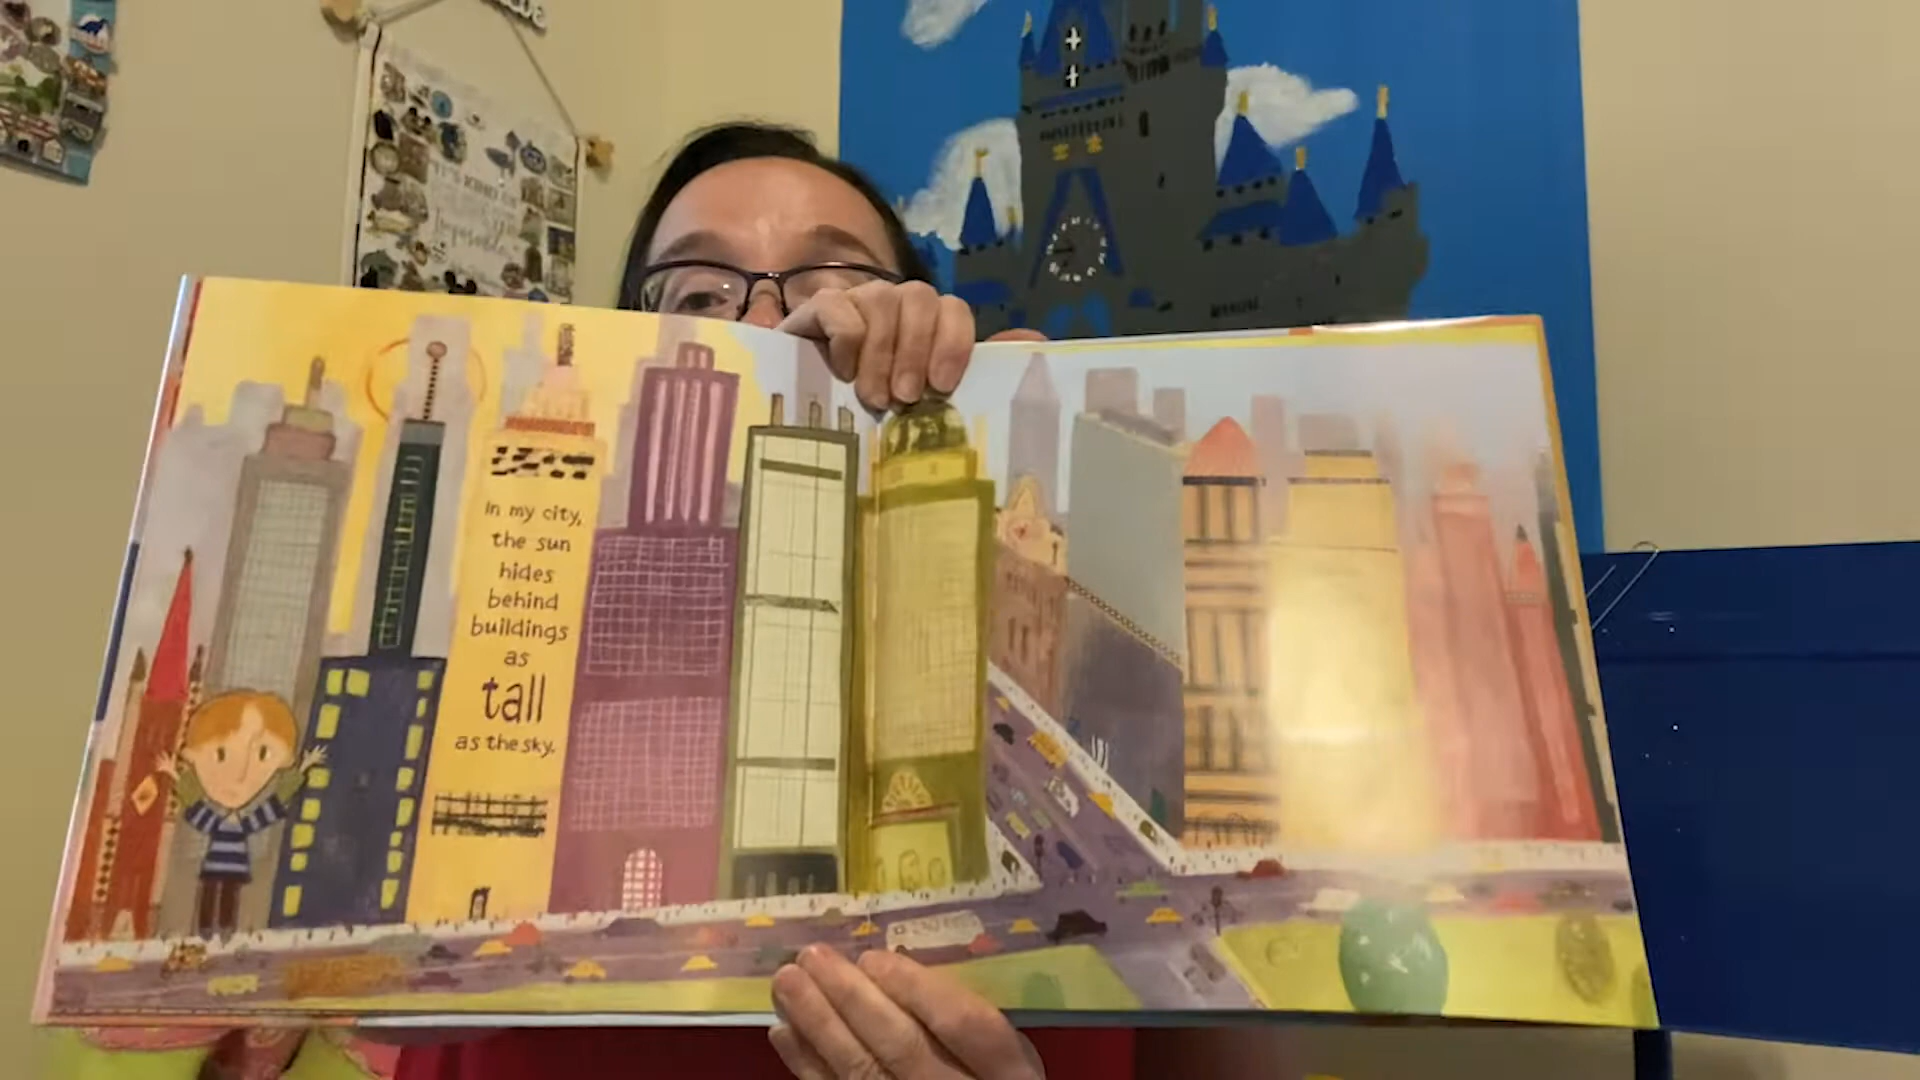 In my city,
the sun
hides
behind
buildings
as
tall
as the sky.